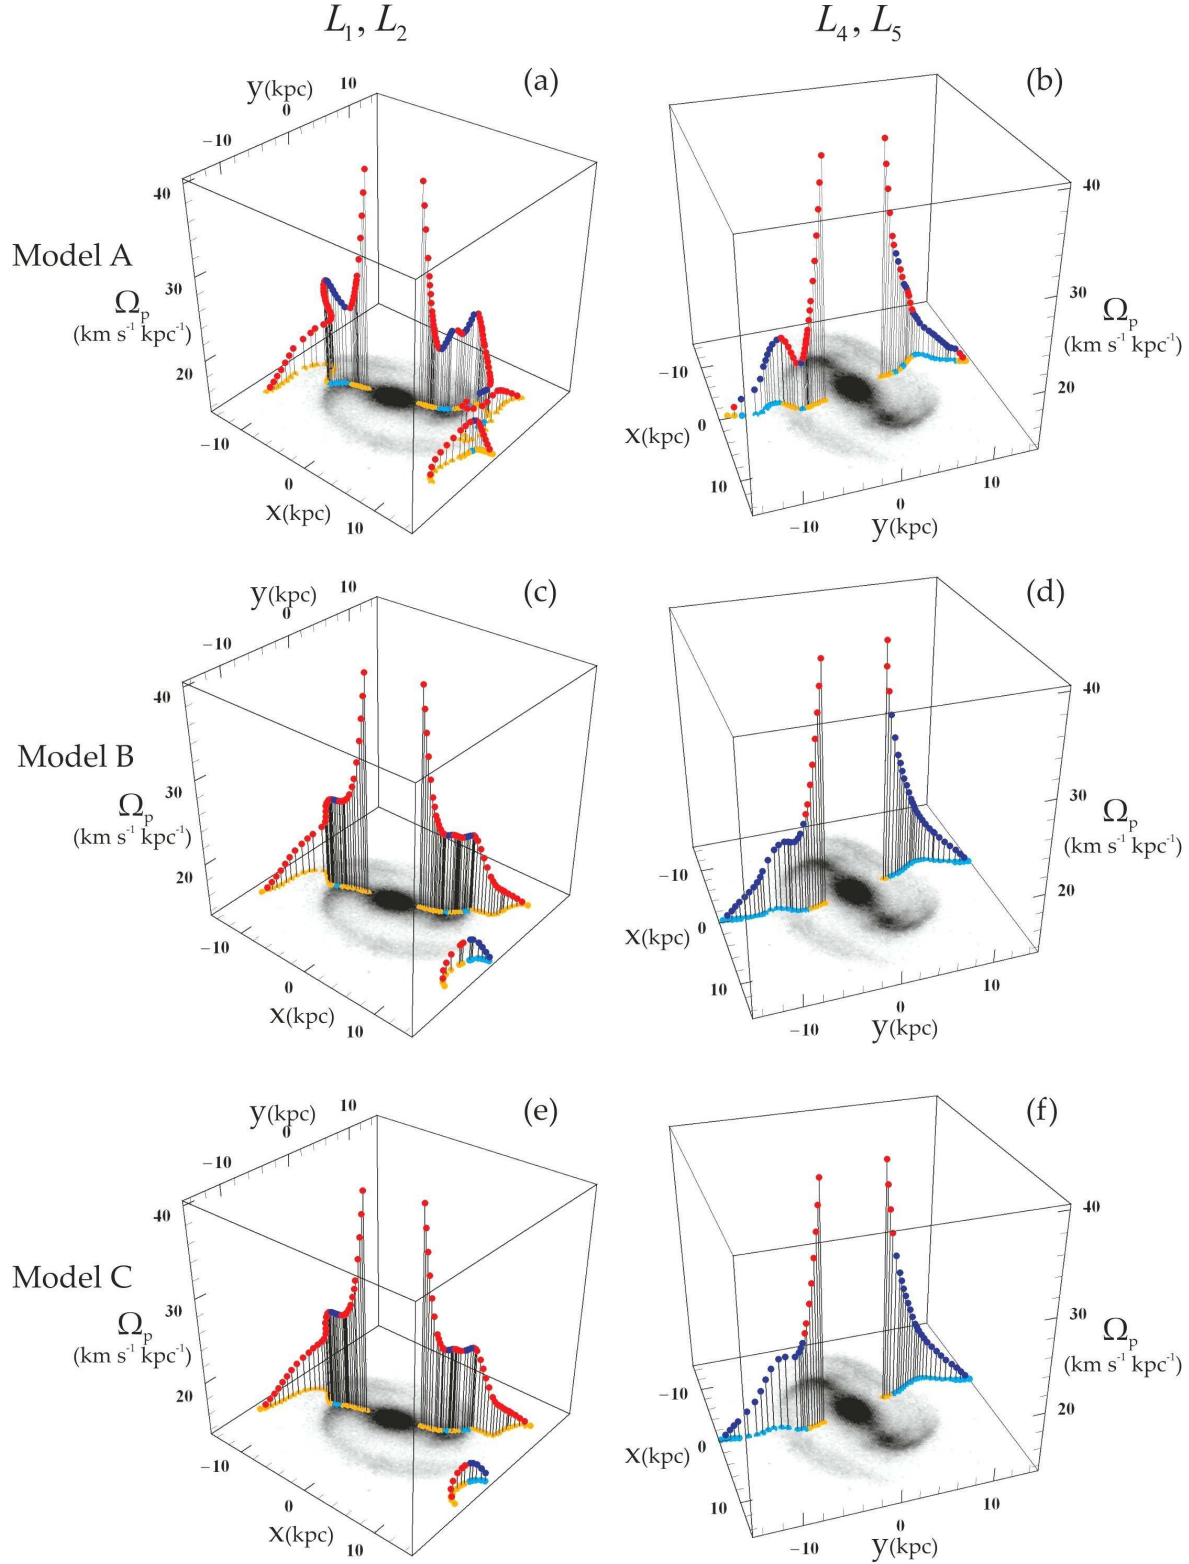 L₁, L₂
L₄, L₅
(a)
y(kpc)
10
0
−10
40
30
20
Model A
Ωₚ
(km s⁻¹ kpc⁻¹)
−10
0
10
x(kpc)
(b)
40
30
20
Ωₚ
(km s⁻¹ kpc⁻¹)
−10
0
10
x(kpc)
−10
0
10
y(kpc)
(c)
y(kpc)
10
0
−10
40
30
20
Model B
Ωₚ
(km s⁻¹ kpc⁻¹)
−10
0
10
x(kpc)
(d)
40
30
20
Ωₚ
(km s⁻¹ kpc⁻¹)
−10
0
10
x(kpc)
−10
0
10
y(kpc)
(e)
y(kpc)
10
0
−10
40
30
20
Model C
Ωₚ
(km s⁻¹ kpc⁻¹)
−10
0
10
x(kpc)
(f)
40
30
20
Ωₚ
(km s⁻¹ kpc⁻¹)
−10
0
10
x(kpc)
−10
0
10
y(kpc)